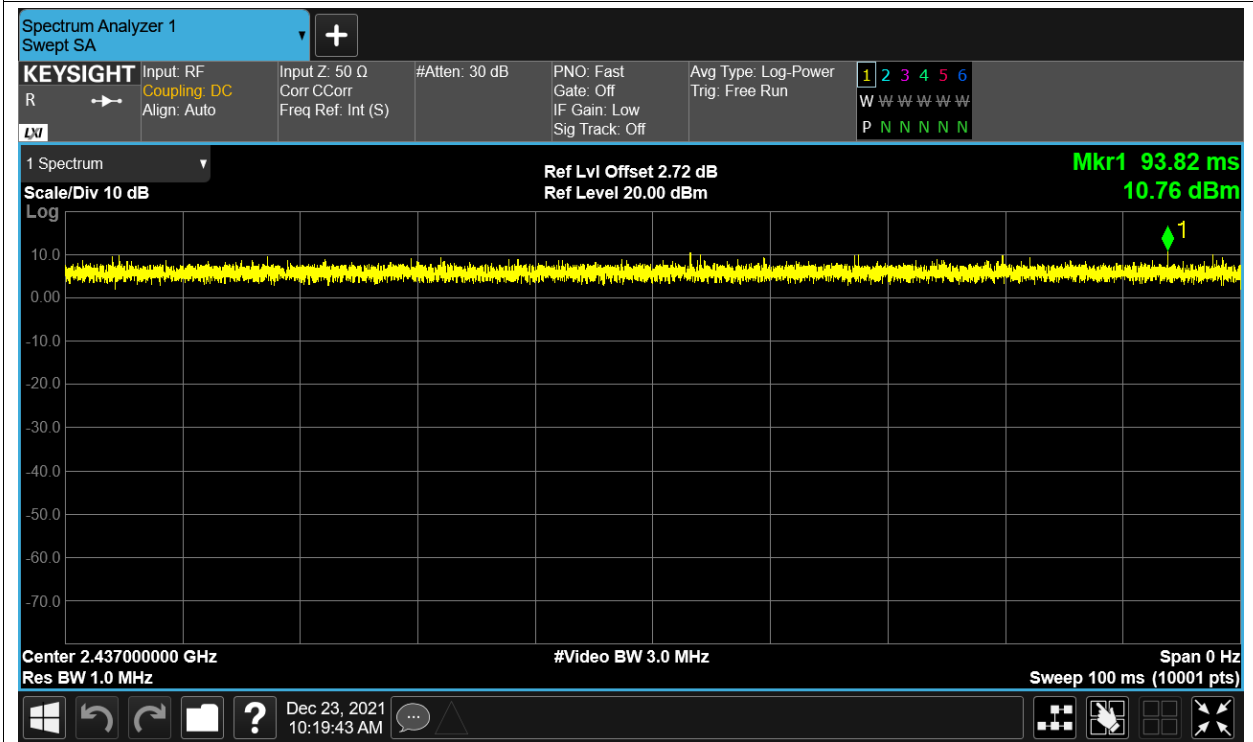 Spectrum Analyzer 1
Swept SA
KEYSIGHT
R
LXI
Input: RF
Coupling: DC
Align: Auto
Input Z: 50 Ω
Corr CCorr
Freq Ref: Int (S)
#Atten: 30 dB
PNO: Fast
Gate: Off
IF Gain: Low
Sig Track: Off
Avg Type: Log-Power
Trig: Free Run
1 2 3 4 5 6
W W W W W W
P N N N N N
1 Spectrum
Scale/Div 10 dB
Ref Lvl Offset 2.72 dB
Ref Level 20.00 dBm
Mkr1 93.82 ms
10.76 dBm
Log
1
10.0
0.00
-10.0
-20.0
-30.0
-40.0
-50.0
-60.0
-70.0
Center 2.437000000 GHz
#Video BW 3.0 MHz
Span 0 Hz
Res BW 1.0 MHz
Sweep 100 ms (10001 pts)
?
Dec 23, 2021
10:19:43 AM